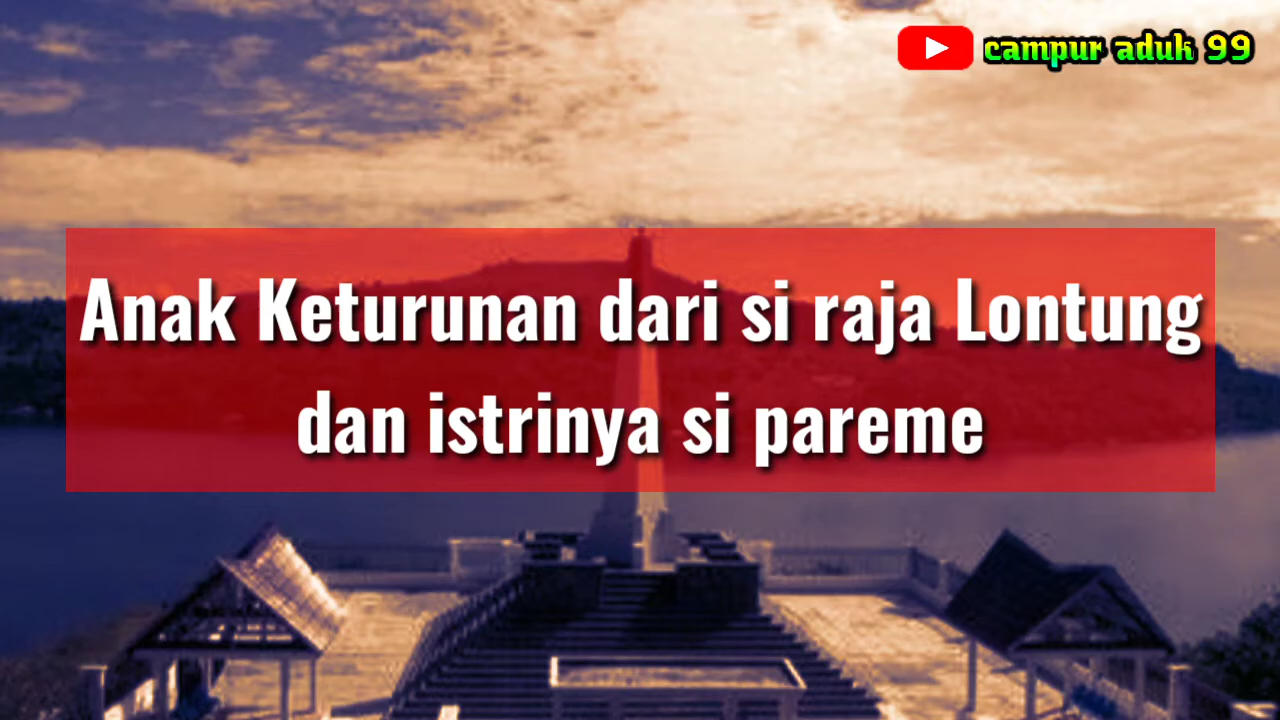 campur aduk 99
Anak Keturunan dari si raja Lontung
dan istrinya si pareme